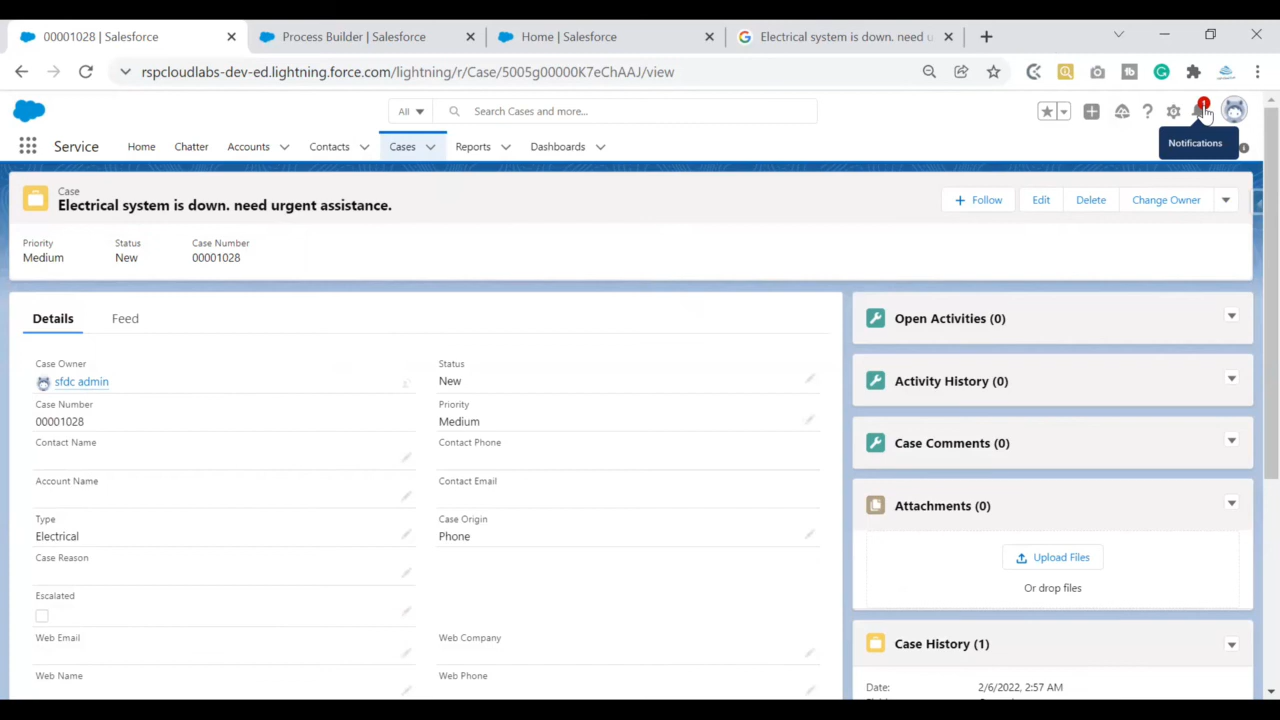 00001028 | Salesforce
Process Builder | Salesforce
Home | Salesforce
Electrical system is down. need u
rspcloudlabs-dev-ed.lightning.force.com/lightning/r/Case/5005g00000K7eChAAJ/view
All
Search Cases and more...
1
Notifications
Service
Home
Chatter
Accounts
Contacts
Cases
Reports
Dashboards
Case
Electrical system is down. need urgent assistance.
+ Follow
Edit
Delete
Change Owner
Priority
Status
Case Number
Medium
New
00001028
Details
Feed
Case Owner
sfdc admin
Status
New
Case Number
00001028
Priority
Medium
Contact Name
Contact Phone
Account Name
Contact Email
Type
Electrical
Case Origin
Phone
Case Reason
Escalated
Web Email
Web Company
Web Name
Web Phone
Open Activities (0)
Activity History (0)
Case Comments (0)
Attachments (0)
Upload Files
Or drop files
Case History (1)
Date:
2/6/2022, 2:57 AM